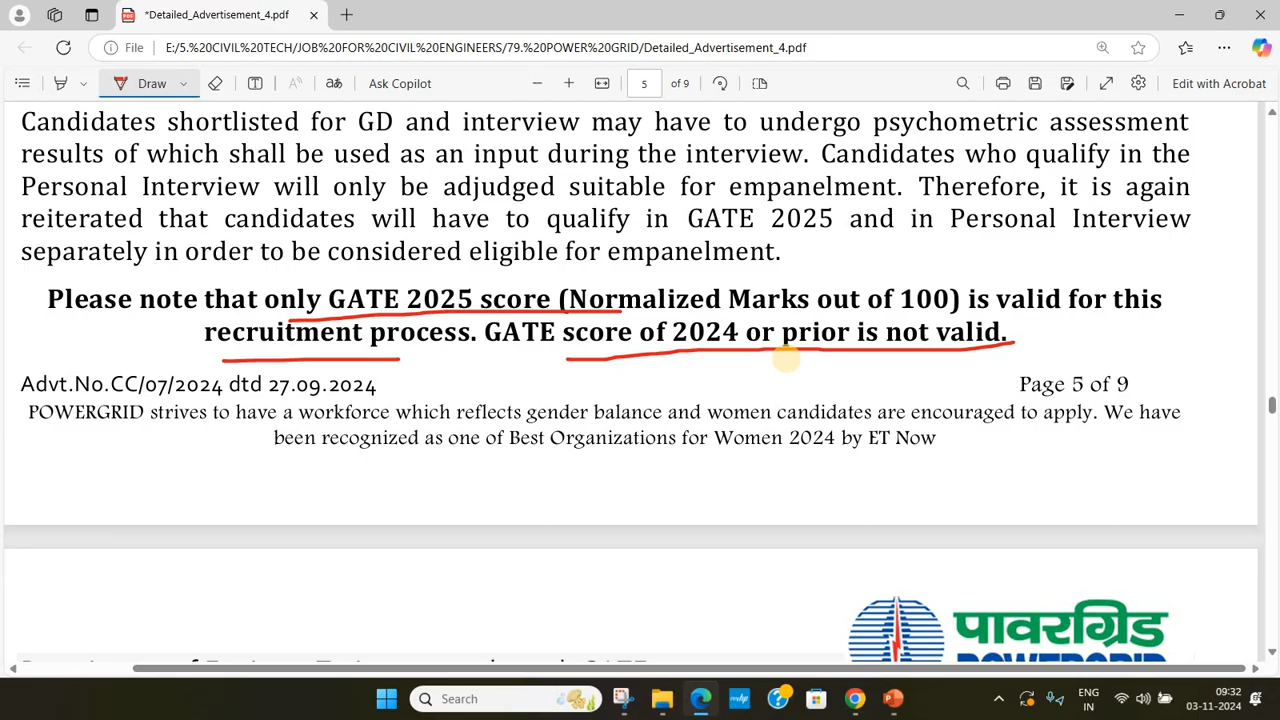 *Detailed_Advertisement_4.pdf
File E:/5.%20CIVIL%20TECH/JOB%20FOR%20CIVIL%20ENGINEERS/79.%20POWER%20GRID/Detailed_Advertisement_4.pdf
Draw Ask Copilot 5 of 9 Edit with Acrobat
Candidates shortlisted for GD and interview may have to undergo psychometric assessment
results of which shall be used as an input during the interview. Candidates who qualify in the
Personal Interview will only be adjudged suitable for empanelment. Therefore, it is again
reiterated that candidates will have to qualify in GATE 2025 and in Personal Interview
separately in order to be considered eligible for empanelment.
Please note that only GATE 2025 score (Normalized Marks out of 100) is valid for this
recruitment process. GATE score of 2024 or prior is not valid.
Advt.No.CC/07/2024 dtd 27.09.2024 Page 5 of 9
POWERGRID strives to have a workforce which reflects gender balance and women candidates are encouraged to apply. We have
been recognized as one of Best Organizations for Women 2024 by ET Now
पावरग्रिड
POWERGRID
Search ENG 09:32
IN 03-11-2024